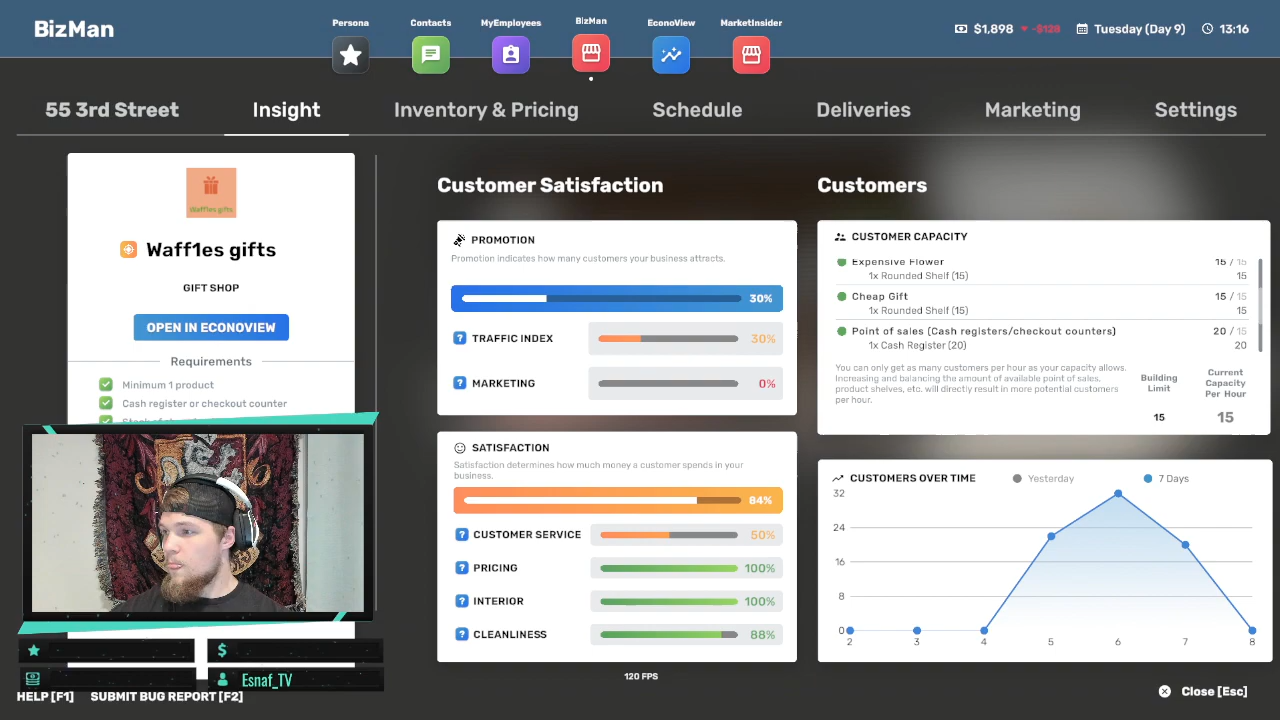 BizMan
Persona
Contacts
MyEmployees
BizMan
EconoView
MarketInsider
$1,898 -$128
Tuesday (Day 9)
13:16
55 3rd Street
Insight
Inventory & Pricing
Schedule
Deliveries
Marketing
Settings
Waff1es gifts
Waff1es gifts
GIFT SHOP
OPEN IN ECONOVIEW
Requirements
Minimum 1 product
Cash register or checkout counter
Customer Satisfaction
PROMOTION
Promotion indicates how many customers your business attracts.
30%
? TRAFFIC INDEX 30%
? MARKETING 0%
SATISFACTION
Satisfaction determines how much money a customer spends in your
business.
84%
? CUSTOMER SERVICE 50%
? PRICING 100%
? INTERIOR 100%
? CLEANLINESS 88%
Customers
CUSTOMER CAPACITY
Expensive Flower 15 / 15
1x Rounded Shelf (15) 15
Cheap Gift 15 / 15
1x Rounded Shelf (15) 15
Point of sales (Cash registers/checkout counters) 20 / 15
1x Cash Register (20) 20
You can only get as many customers per hour as your capacity allows.
Increasing and balancing the amount of available point of sales,
product shelves, etc. will directly result in more potential customers
per hour.
Building
Limit
15
Current
Capacity
Per Hour
15
CUSTOMERS OVER TIME
Yesterday
7 Days
32
24
16
8
0
2 3 4 5 6 7 8
$
Esnaf_TV
HELP [F1]
SUBMIT BUG REPORT [F2]
120 FPS
Close [Esc]